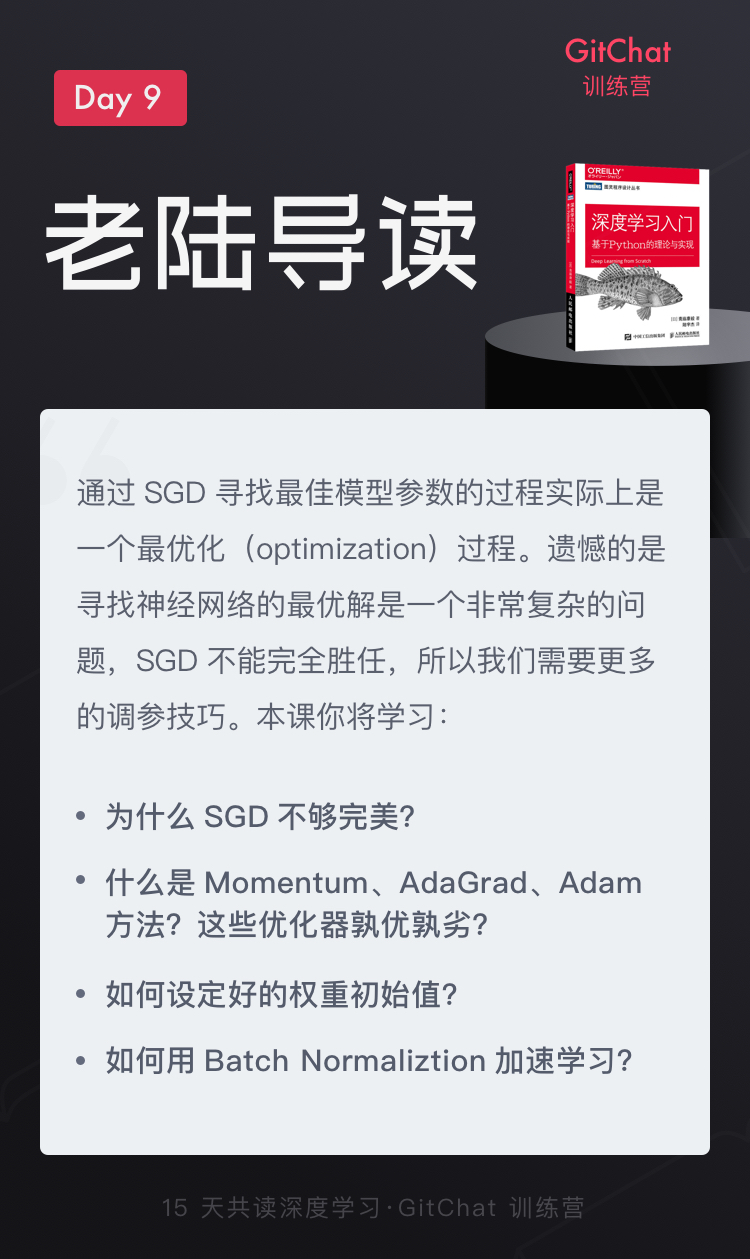 GitChat
训练营
Day 9
老陆导读
O'REILLY
图灵程序设计丛书
深度学习入门
基于Python的理论与实现
Deep Learning from Scratch
通过 SGD 寻找最佳模型参数的过程实际上是
一个最优化（optimization）过程。遗憾的是
寻找神经网络的最优解是一个非常复杂的问
题，SGD 不能完全胜任，所以我们需要更多
的调参技巧。本课你将学习：
• 为什么 SGD 不够完美？
• 什么是 Momentum、AdaGrad、Adam
方法？这些优化器孰优孰劣？
• 如何设定好的权重初始值？
• 如何用 Batch Normaliztion 加速学习？
15 天共读深度学习·GitChat 训练营